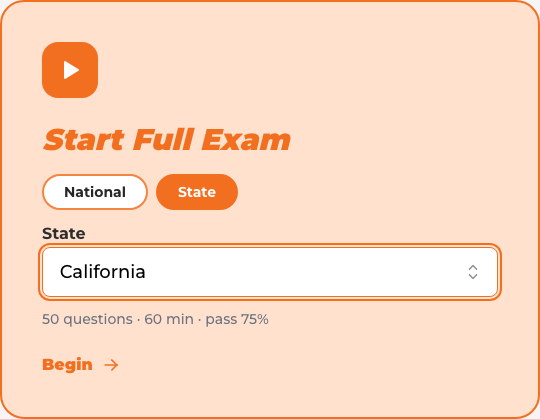 Start Full Exam
National State
State
California
50 questions · 60 min · pass 75%
Begin →